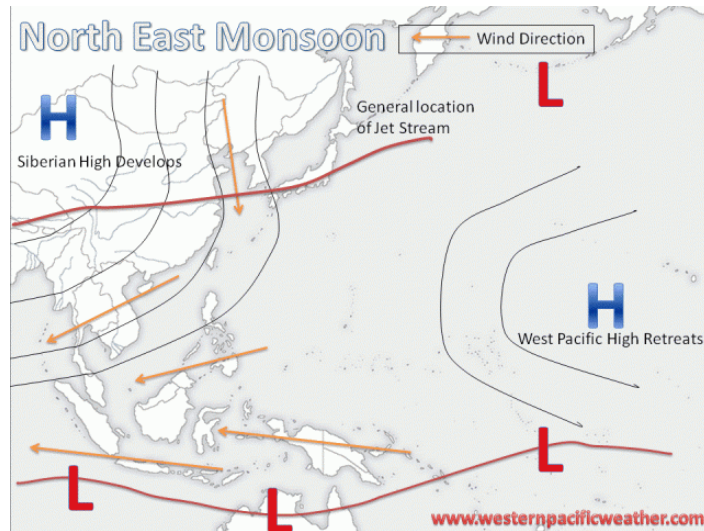 North East Monsoon
Wind Direction
L
General location
of Jet Stream
H
Siberian High Develops
H
West Pacific High Retreats
L
L
L
www.westernpacificweather.com